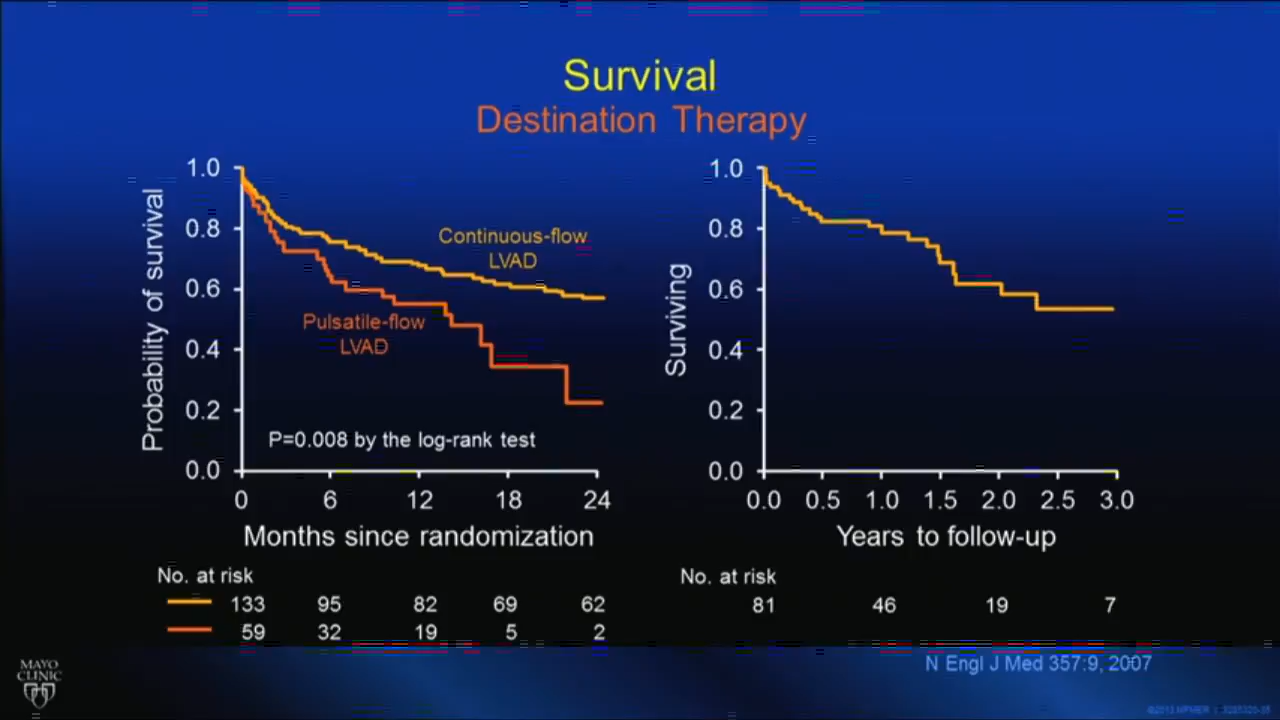 Survival
Destination Therapy
Probability of survival
1.0
0.8
0.6
0.4
0.2
0.0
Continuous-flow
LVAD
Pulsatile-flow
LVAD
P=0.008 by the log-rank test
0 6 12 18 24
Months since randomization
No. at risk
133 95 82 69 62
59 32 19 5 2
Surviving
1.0
0.8
0.6
0.4
0.2
0.0
0.0 0.5 1.0 1.5 2.0 2.5 3.0
Years to follow-up
No. at risk
81 46 19 7
N Engl J Med 357:9, 2007
MAYO
CLINIC